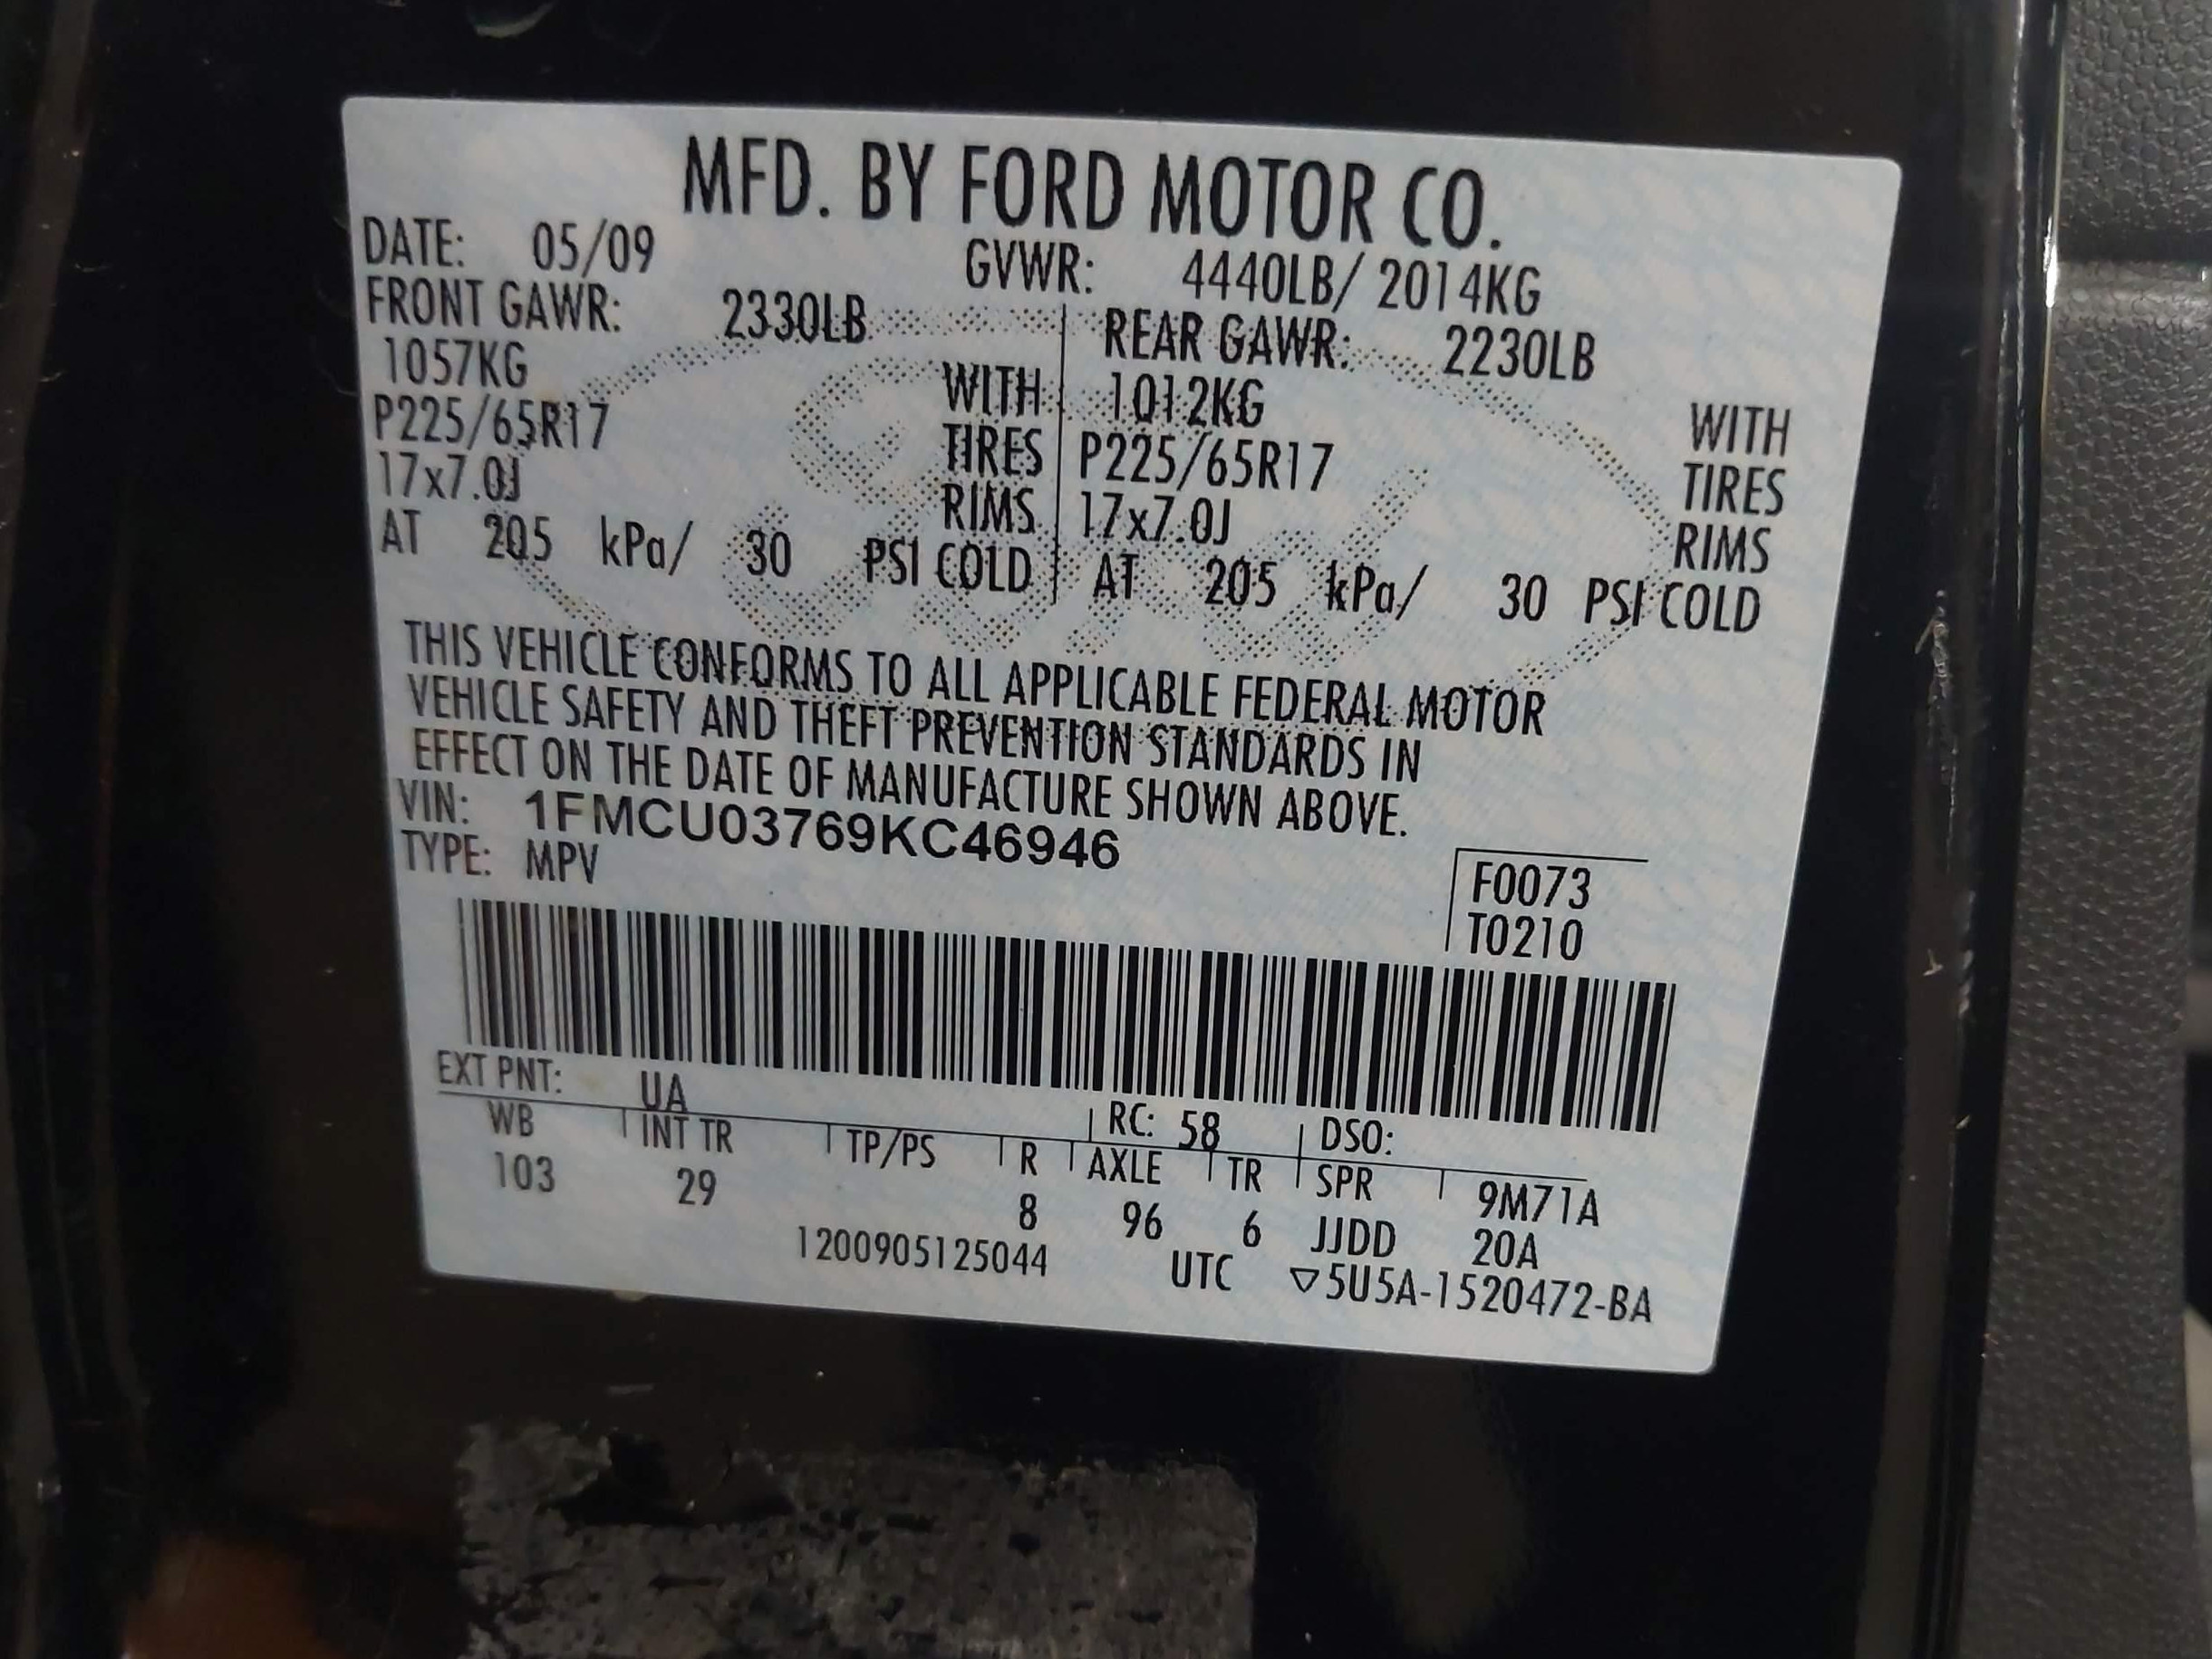 MFD. BY FORD MOTOR CO.
DATE: 05/09 GVWR: 4440LB/ 2014KG
FRONT GAWR: 2330LB REAR GAWR: 2230LB
1057KG WITH 1012KG WITH
P225/65R17 TIRES P225/65R17 TIRES
17x7.0J RIMS 17x7.0J RIMS
AT 205 kPa/ 30 PSI COLD AT 205 kPa/ 30 PSI COLD
THIS VEHICLE CONFORMS TO ALL APPLICABLE FEDERAL MOTOR
VEHICLE SAFETY AND THEFT PREVENTION STANDARDS IN
EFFECT ON THE DATE OF MANUFACTURE SHOWN ABOVE.
VIN: 1FMCU03769KC46946
TYPE: MPV
F0073
T0210
EXT PNT: UA RC: 58 DSO:
WB INT TR TP/PS R AXLE TR SPR 9M71A
103 29 8 96 6 JJDD 20A
1200905125044 UTC ▽5U5A-1520472-BA